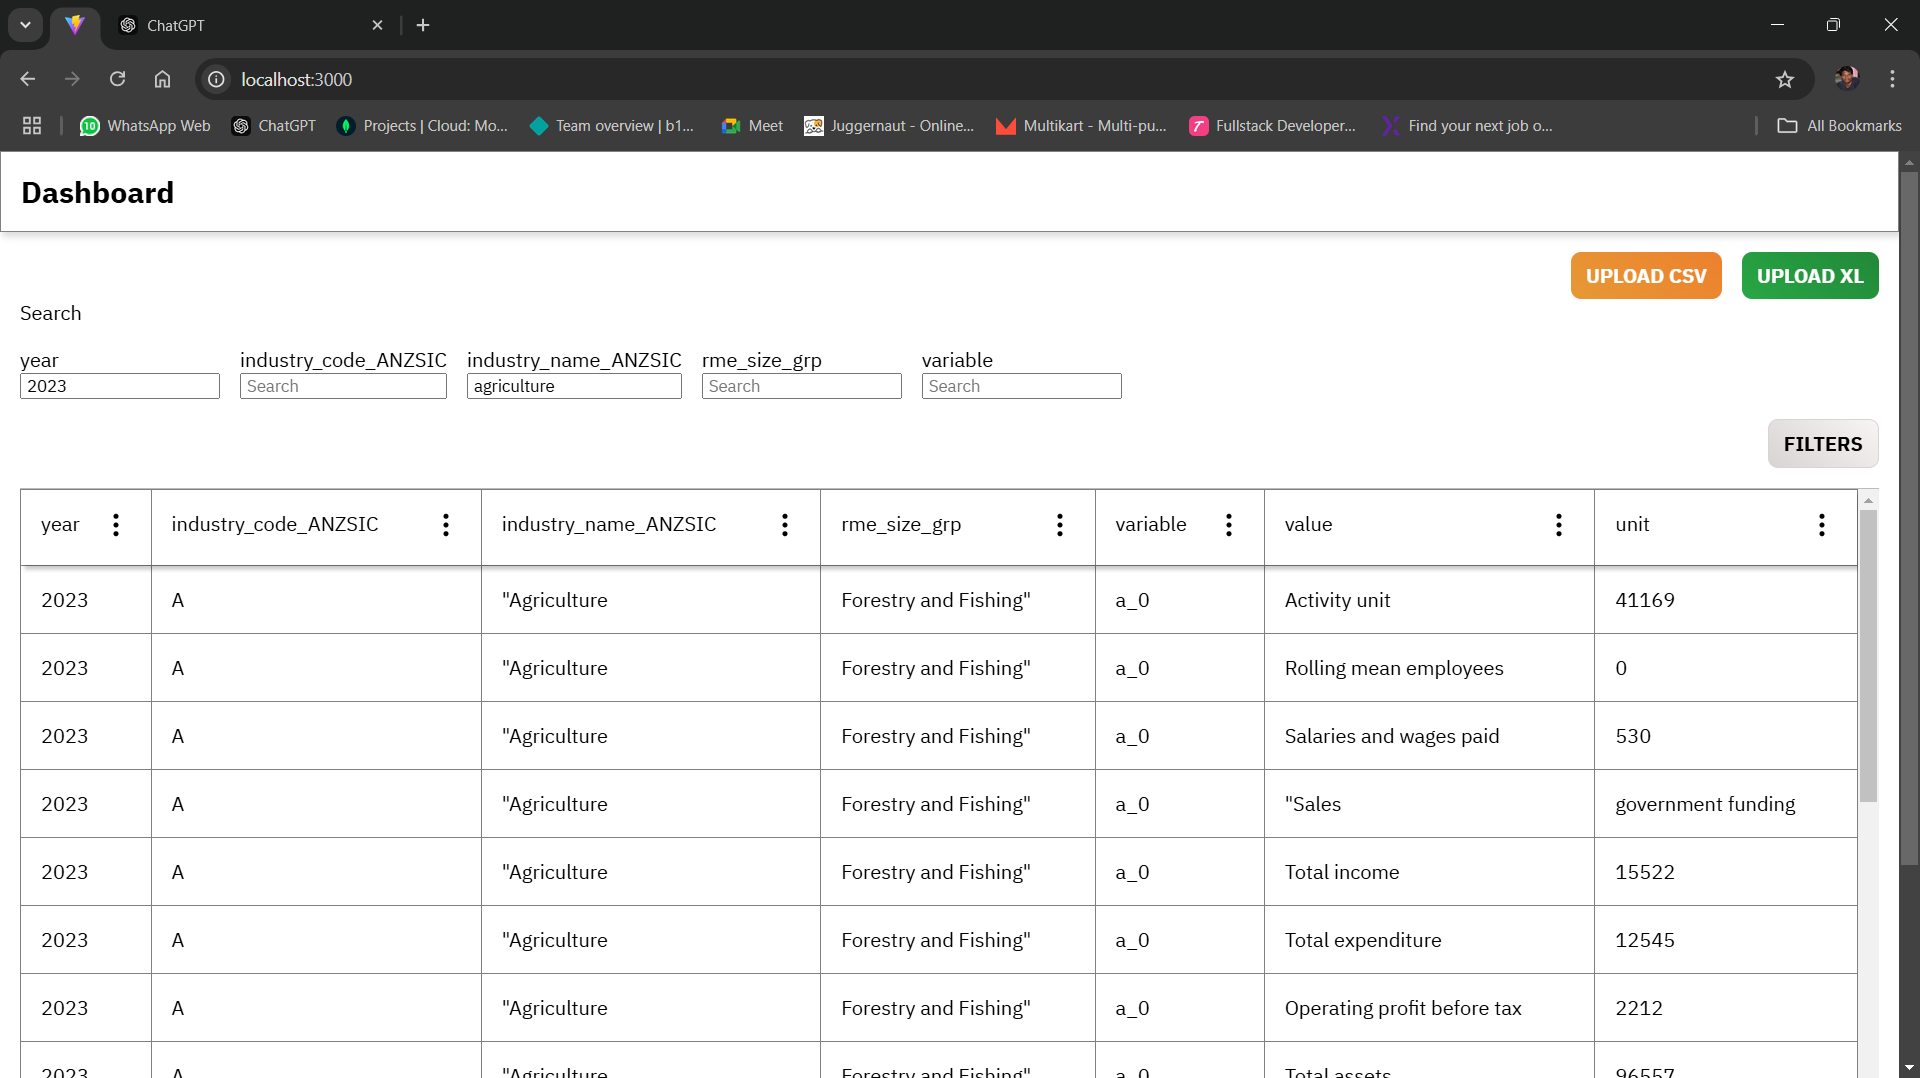 ChatGPT
localhost:3000
10 WhatsApp Web ChatGPT Projects | Cloud: Mo... Team overview | b1... Meet Juggernaut - Online... Multikart - Multi-pu... Fullstack Developer... Find your next job o... All Bookmarks
Dashboard
UPLOAD CSV UPLOAD XL
Search
year industry_code_ANZSIC industry_name_ANZSIC rme_size_grp variable
2023 Search agriculture Search Search
FILTERS
year industry_code_ANZSIC industry_name_ANZSIC rme_size_grp variable value unit
2023 A "Agriculture Forestry and Fishing" a_0 Activity unit 41169
2023 A "Agriculture Forestry and Fishing" a_0 Rolling mean employees 0
2023 A "Agriculture Forestry and Fishing" a_0 Salaries and wages paid 530
2023 A "Agriculture Forestry and Fishing" a_0 "Sales government funding
2023 A "Agriculture Forestry and Fishing" a_0 Total income 15522
2023 A "Agriculture Forestry and Fishing" a_0 Total expenditure 12545
2023 A "Agriculture Forestry and Fishing" a_0 Operating profit before tax 2212
2023 A "Agriculture Forestry and Fishing" a_0 Total assets 96557